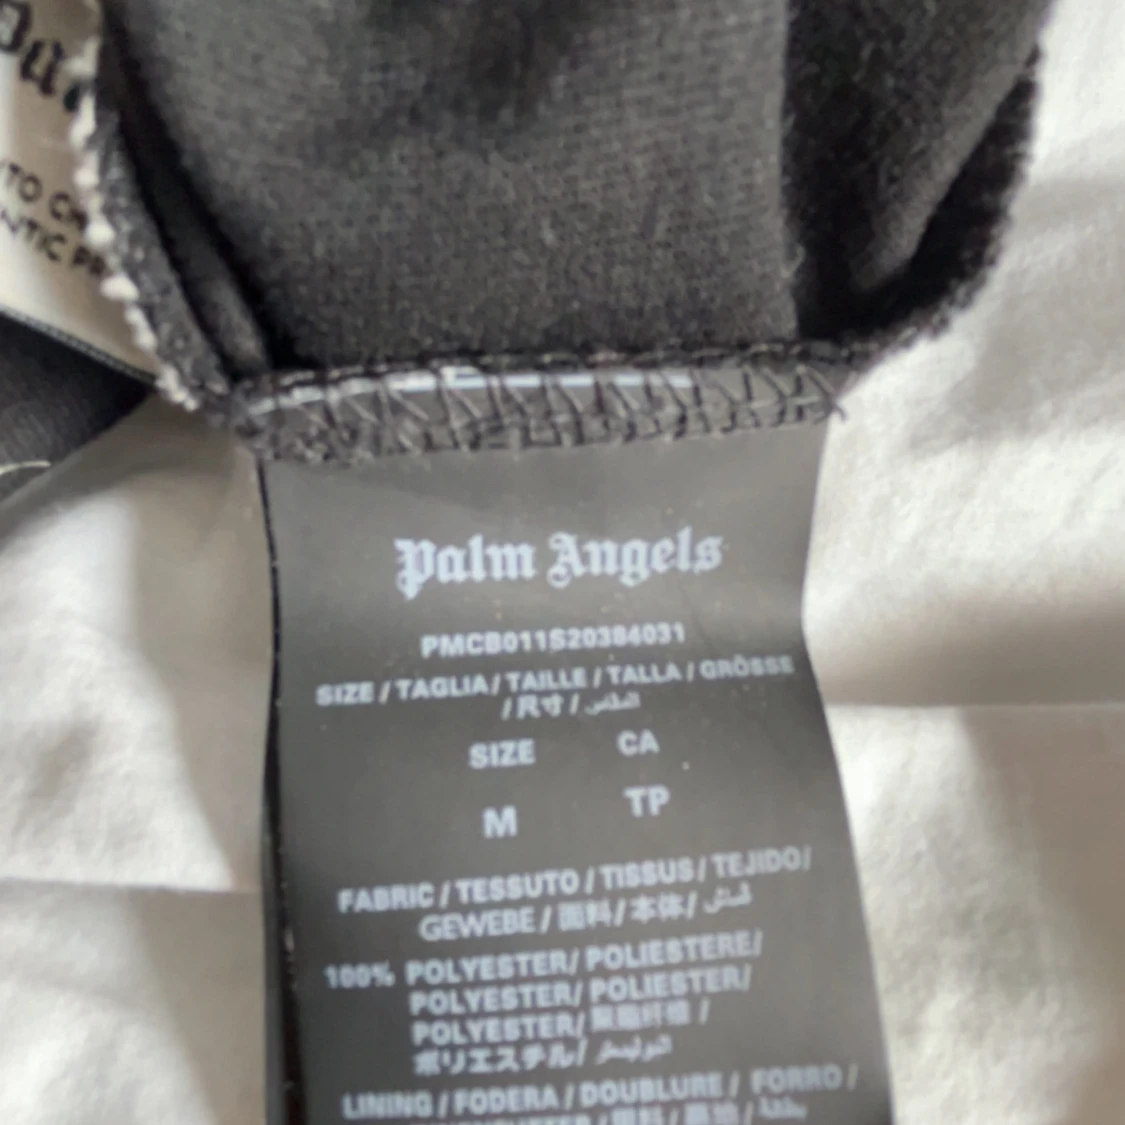 TO
Palm Angels
PMCB011S20384031
SIZE / TAGLIA / TAILLE / TALLA / GRÖSSE
/ 尺寸 / المقاس
SIZE CA
M TP
FABRIC / TESSUTO / TISSUS / TEJIDO /
GEWEBE / 面料 / 本体 / قماش
100% POLYESTER/ POLIESTERE/
POLYESTER/ POLIESTER/
POLYESTER/ 聚酯纤维 /
ポリエステル/
LINING / FODERA / DOUBLURE / FORRO /